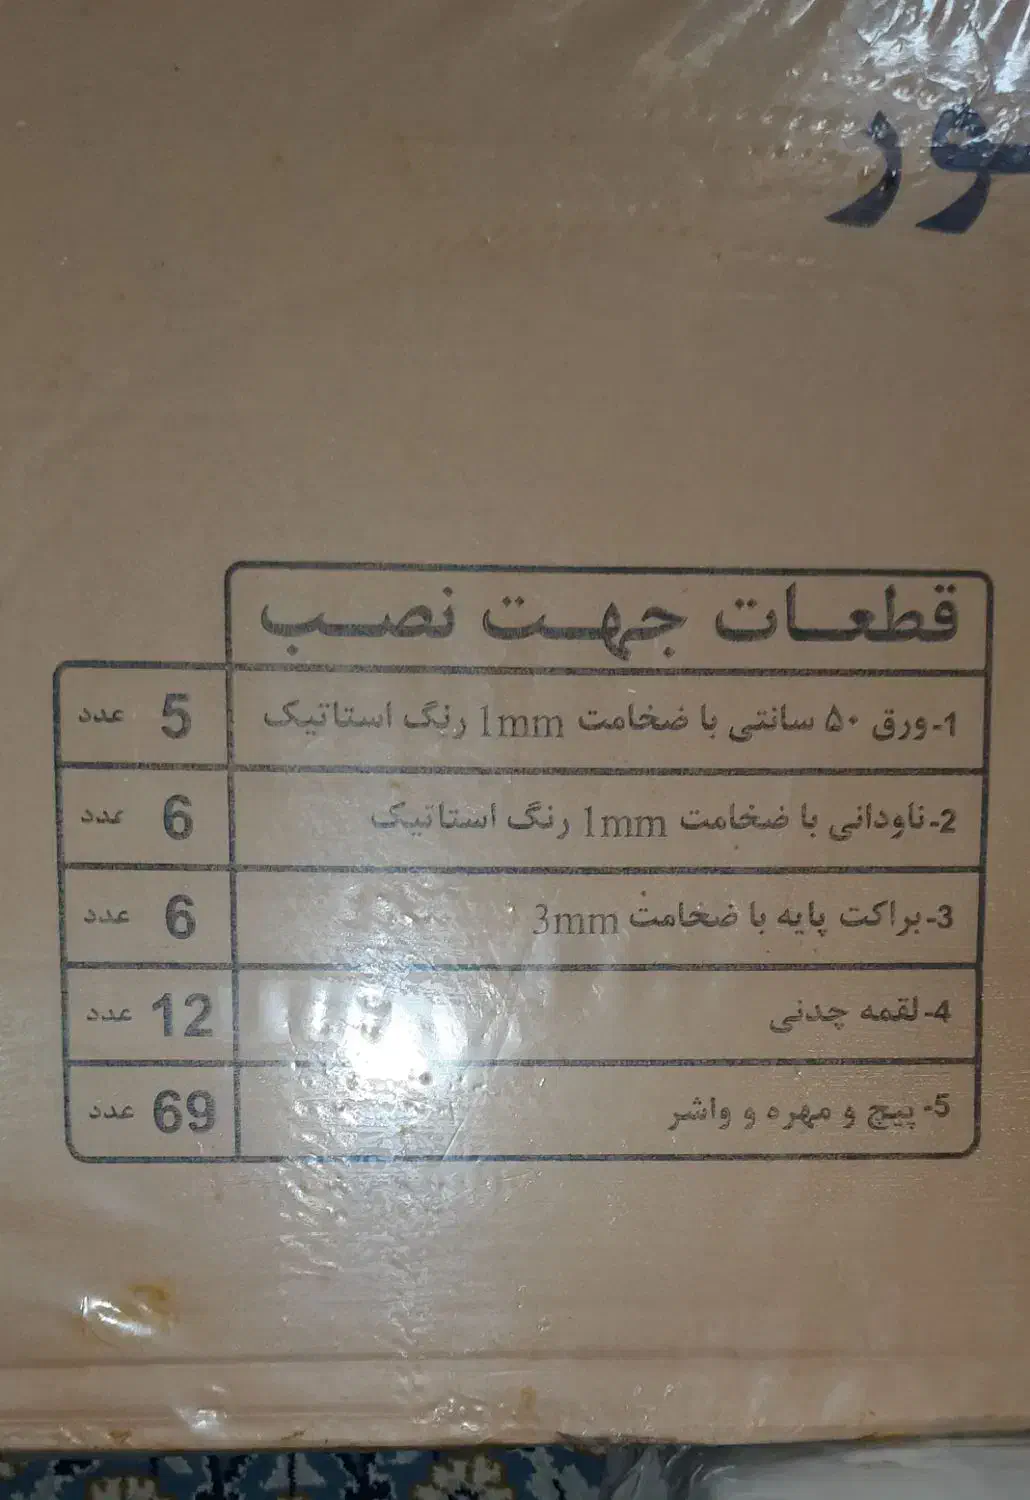 قطعات جهت نصب
1-ورق ۵۰ سانتی با ضخامت 1mm رنگ استاتیک 5 عدد
2-ناودانی با ضخامت 1mm رنگ استاتیک 6 عدد
3-براکت پایه با ضخامت 3mm 6 عدد
4-لقمه چدنی 12 عدد
5-پیچ و مهره و واشر 69 عدد